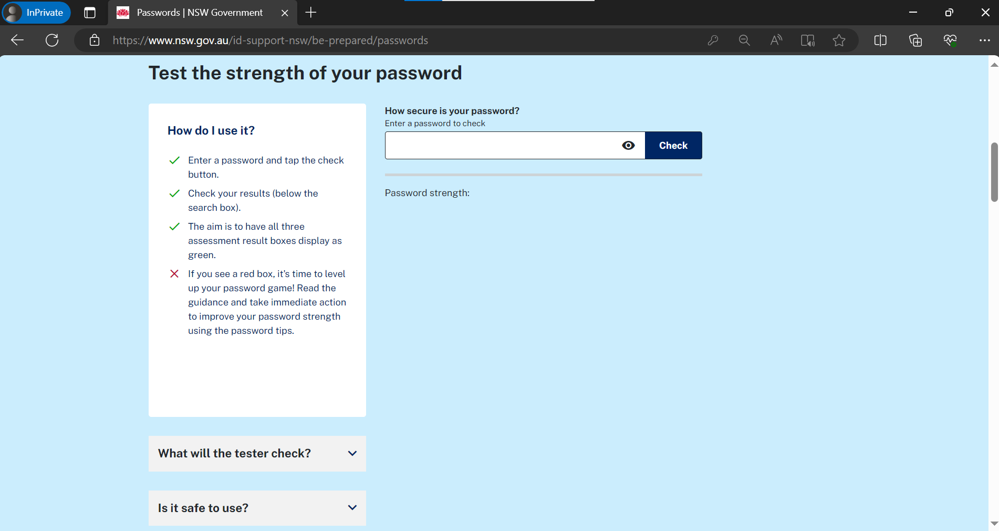 InPrivate
Passwords | NSW Government
https://www.nsw.gov.au/id-support-nsw/be-prepared/passwords
Test the strength of your password
How do I use it?
Enter a password and tap the check
button.
Check your results (below the
search box).
The aim is to have all three
assessment result boxes display as
green.
If you see a red box, it's time to level
up your password game! Read the
guidance and take immediate action
to improve your password strength
using the password tips.
How secure is your password?
Enter a password to check
Check
Password strength:
What will the tester check?
Is it safe to use?